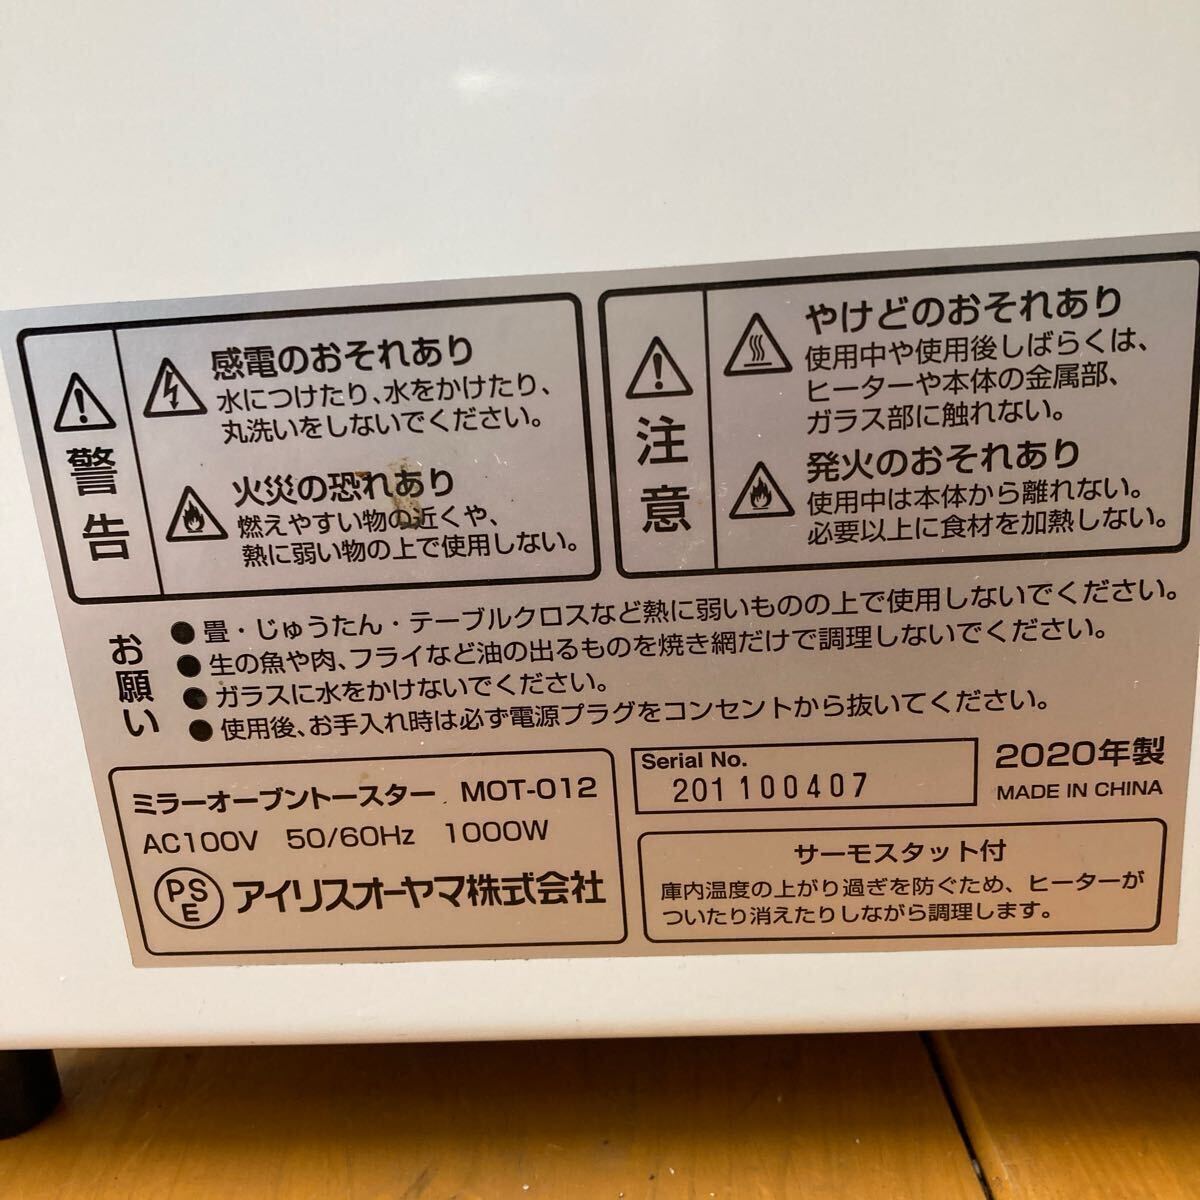 警告
感電のおそれあり
水につけたり、水をかけたり、
丸洗いをしないでください。
火災の恐れあり
燃えやすい物の近くや、
熱に弱い物の上で使用しない。
注意
やけどのおそれあり
使用中や使用後しばらくは、
ヒーターや本体の金属部、
ガラス部に触れない。
発火のおそれあり
使用中は本体から離れない。
必要以上に食材を加熱しない。
お願い
●畳・じゅうたん・テーブルクロスなど熱に弱いものの上で使用しないでください。
●生の魚や肉、フライなど油の出るものを焼き網だけで調理しないでください。
●ガラスに水をかけないでください。
●使用後、お手入れ時は必ず電源プラグをコンセントから抜いてください。
ミラーオーブントースター MOT-012
AC100V 50/60Hz 1000W
PSE アイリスオーヤマ株式会社
Serial No.
201100407
2020年製
MADE IN CHINA
サーモスタット付
庫内温度の上がり過ぎを防ぐため、ヒーターが
ついたり消えたりしながら調理します。